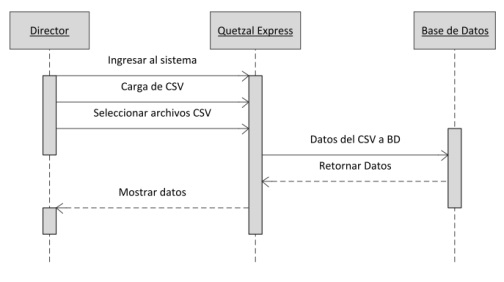 Director
Quetzal Express
Base de Datos
Ingresar al sistema
Carga de CSV
Seleccionar archivos CSV
Datos del CSV a BD
Retornar Datos
Mostrar datos